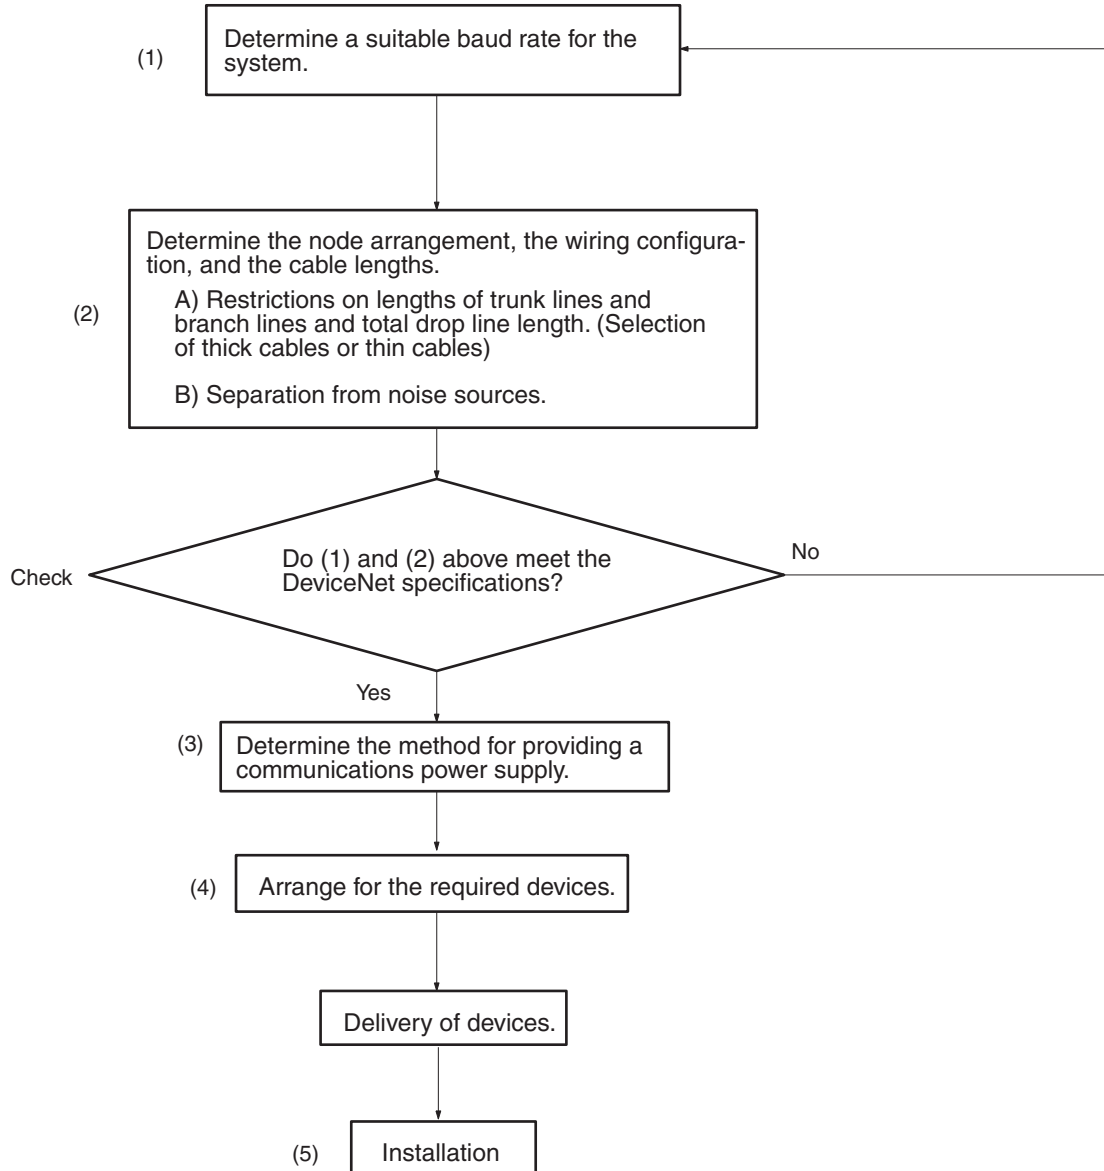 (1)
Determine a suitable baud rate for the
system.
Determine the node arrangement, the wiring configura-
tion, and the cable lengths.
(2)
A) Restrictions on lengths of trunk lines and
branch lines and total drop line length. (Selection
of thick cables or thin cables)
B) Separation from noise sources.
Check
Do (1) and (2) above meet the
DeviceNet specifications?
No
Yes
(3)
Determine the method for providing a
communications power supply.
(4)
Arrange for the required devices.
Delivery of devices.
(5)
Installation